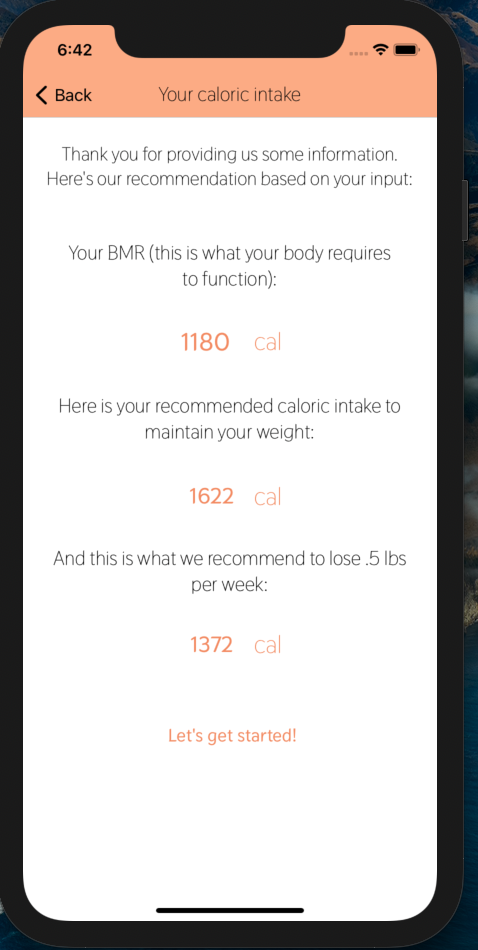 6:42
Back Your caloric intake
Thank you for providing us some information.
Here's our recommendation based on your input:
Your BMR (this is what your body requires
to function):
1180 cal
Here is your recommended caloric intake to
maintain your weight:
1622 cal
And this is what we recommend to lose .5 lbs
per week:
1372 cal
Let's get started!